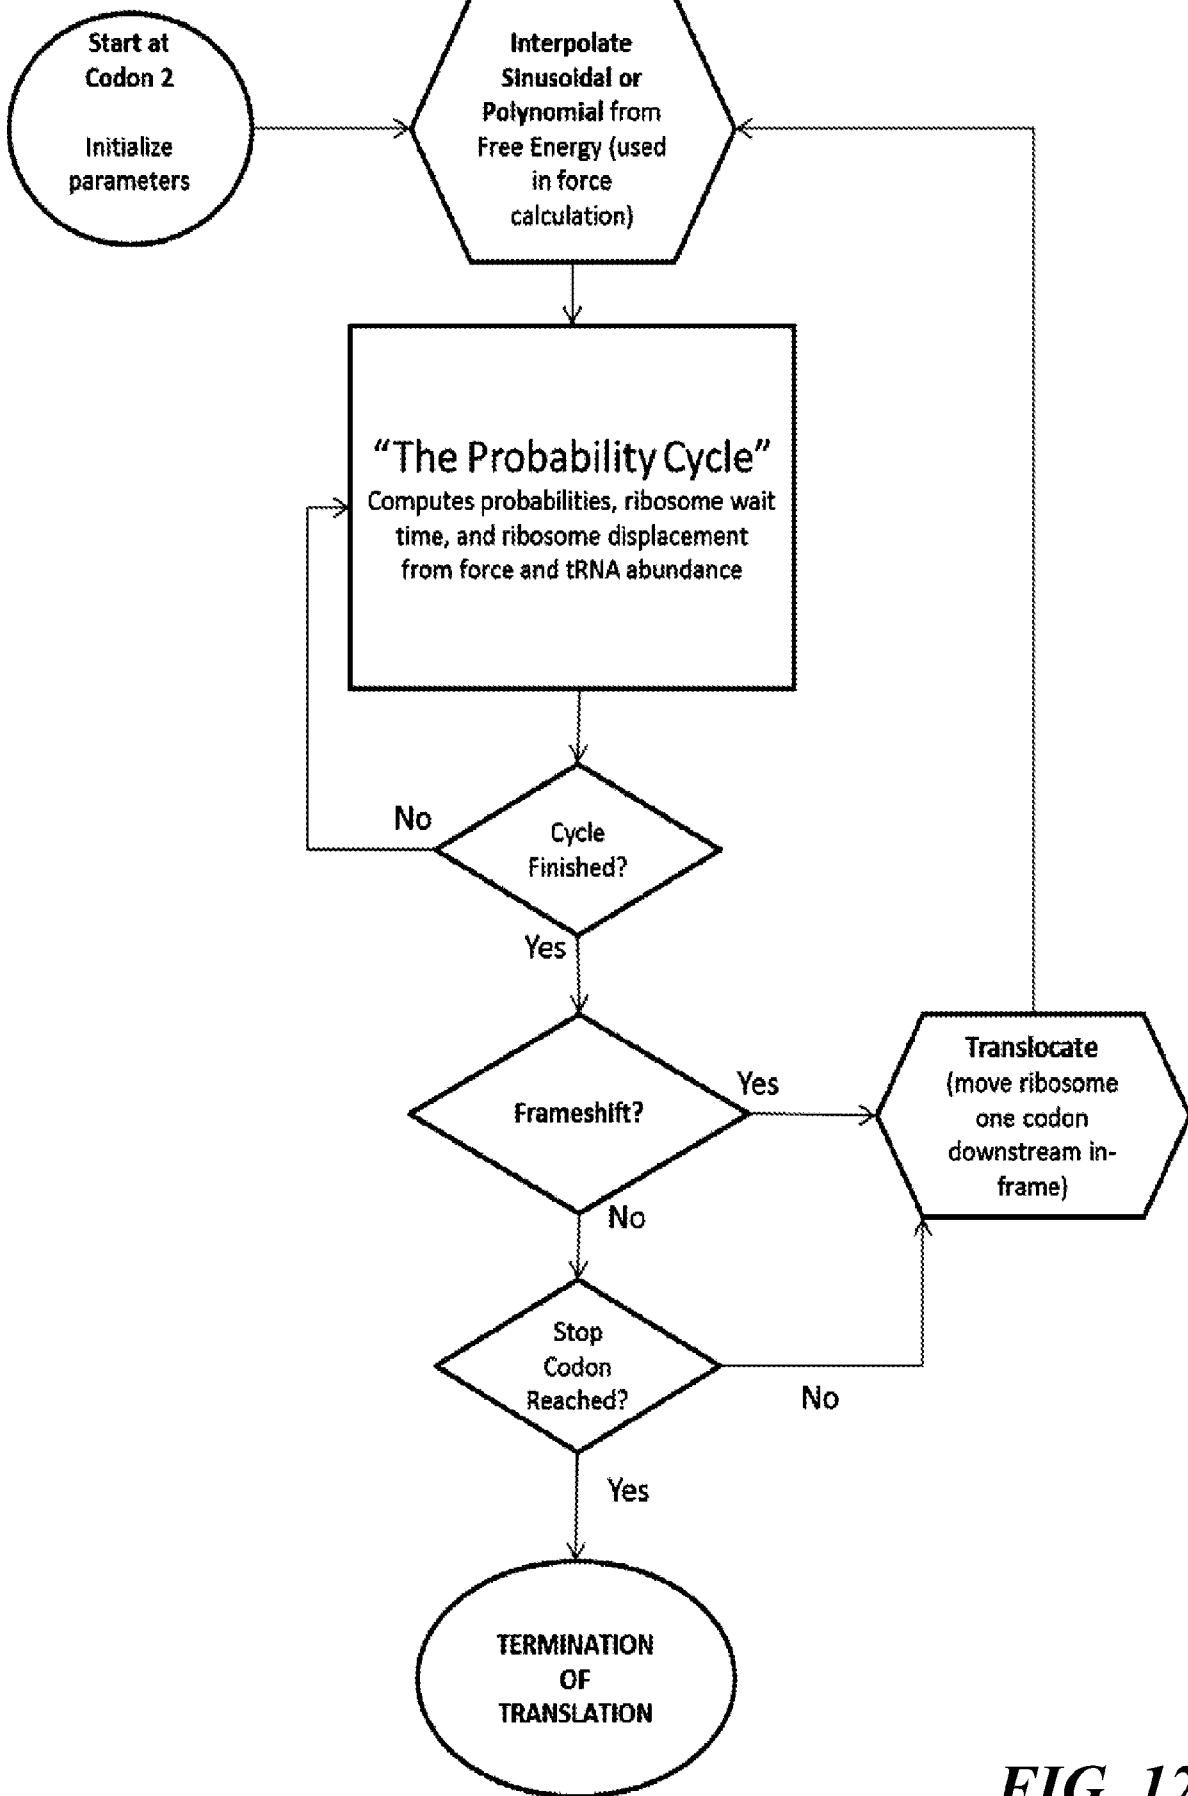 Start at
Codon 2
Initialize
parameters
Interpolate
Sinusoidal or
Polynomial from
Free Energy (used
in force
calculation)
“The Probability Cycle”
Computes probabilities, ribosome wait
time, and ribosome displacement
from force and tRNA abundance
No
Cycle
Finished?
Yes
Frameshift?
Yes
Translocate
(move ribosome
one codon
downstream in-
frame)
No
Stop
Codon
Reached?
No
Yes
TERMINATION
OF
TRANSLATION
FIG. 12